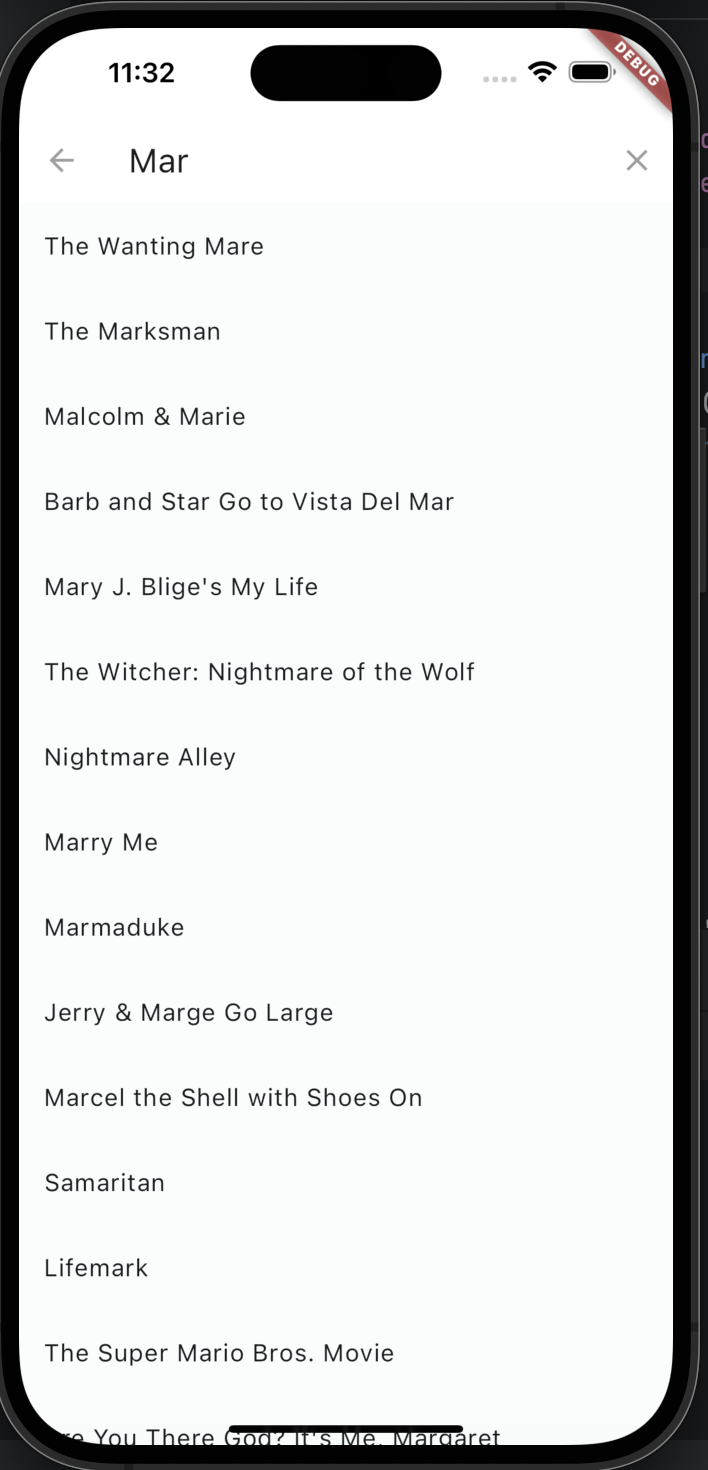 11:32
DEBUG
Mar
The Wanting Mare
The Marksman
Malcolm & Marie
Barb and Star Go to Vista Del Mar
Mary J. Blige's My Life
The Witcher: Nightmare of the Wolf
Nightmare Alley
Marry Me
Marmaduke
Jerry & Marge Go Large
Marcel the Shell with Shoes On
Samaritan
Lifemark
The Super Mario Bros. Movie
You There God? It's Me, Margaret